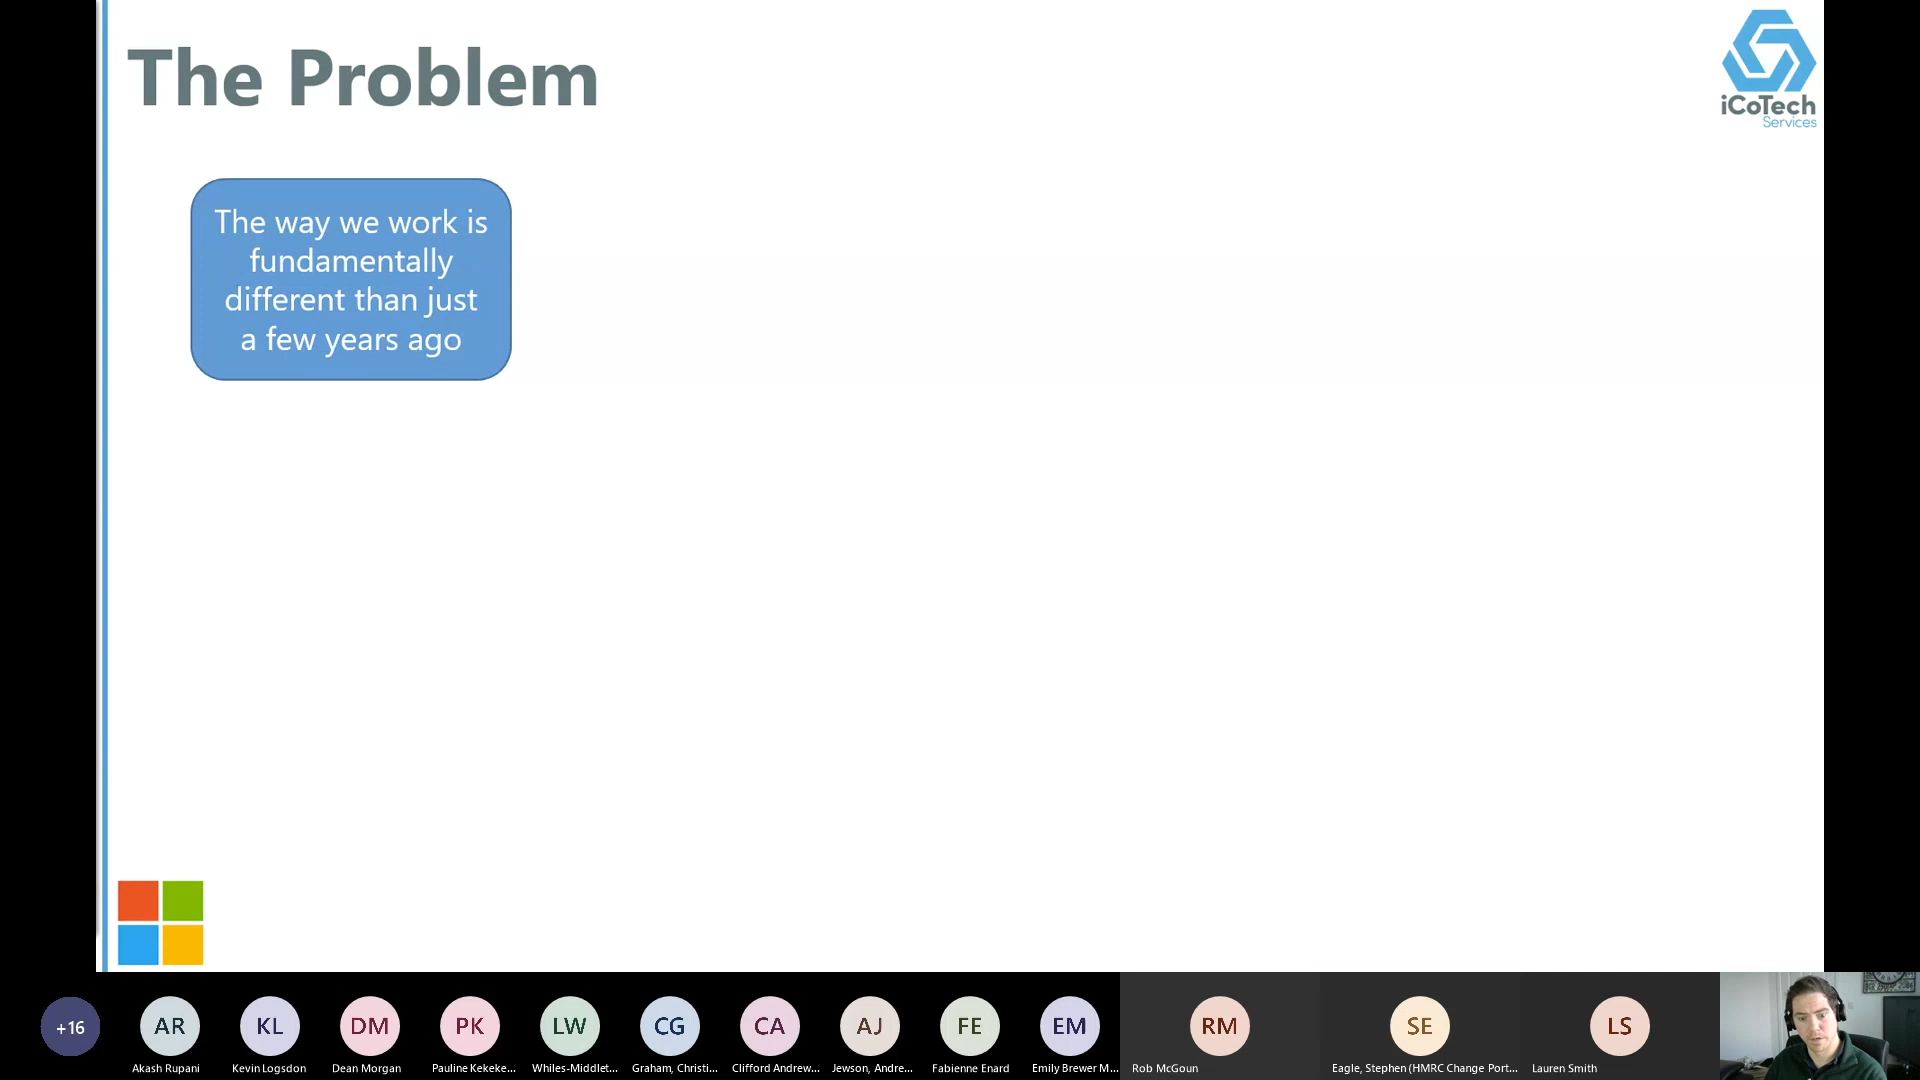 The Problem
iCoTech
Services
The way we work is
fundamentally
different than just
a few years ago
+16
AR
KL
DM
PK
LW
CG
CA
AJ
FE
EM
RM
SE
LS
Akash Rupani
Kevin Logsdon
Dean Morgan
Pauline Kekeke...
Whiles-Middlet...
Graham, Christi...
Clifford Andrew...
Jewson, Andre...
Fabienne Enard
Emily Brewer M...
Rob McGoun
Eagle, Stephen (HMRC Change Port...
Lauren Smith